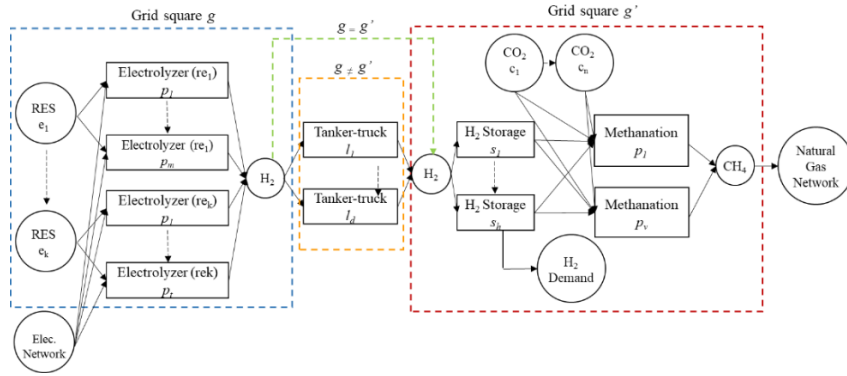 Grid square g
g = g'
Grid square g'
g ≠ g'
RES
e1
RES
ek
Elec.
Network
Electrolyzer (re1)
p1
Electrolyzer (re1)
pm
Electrolyzer (rek)
p1
Electrolyzer (rek)
pt
H2
Tanker-truck
l1
Tanker-truck
ld
H2
CO2
c1
CO2
cn
H2 Storage
s1
H2 Storage
sh
H2
Demand
Methanation
p1
Methanation
pv
CH4
Natural
Gas
Network